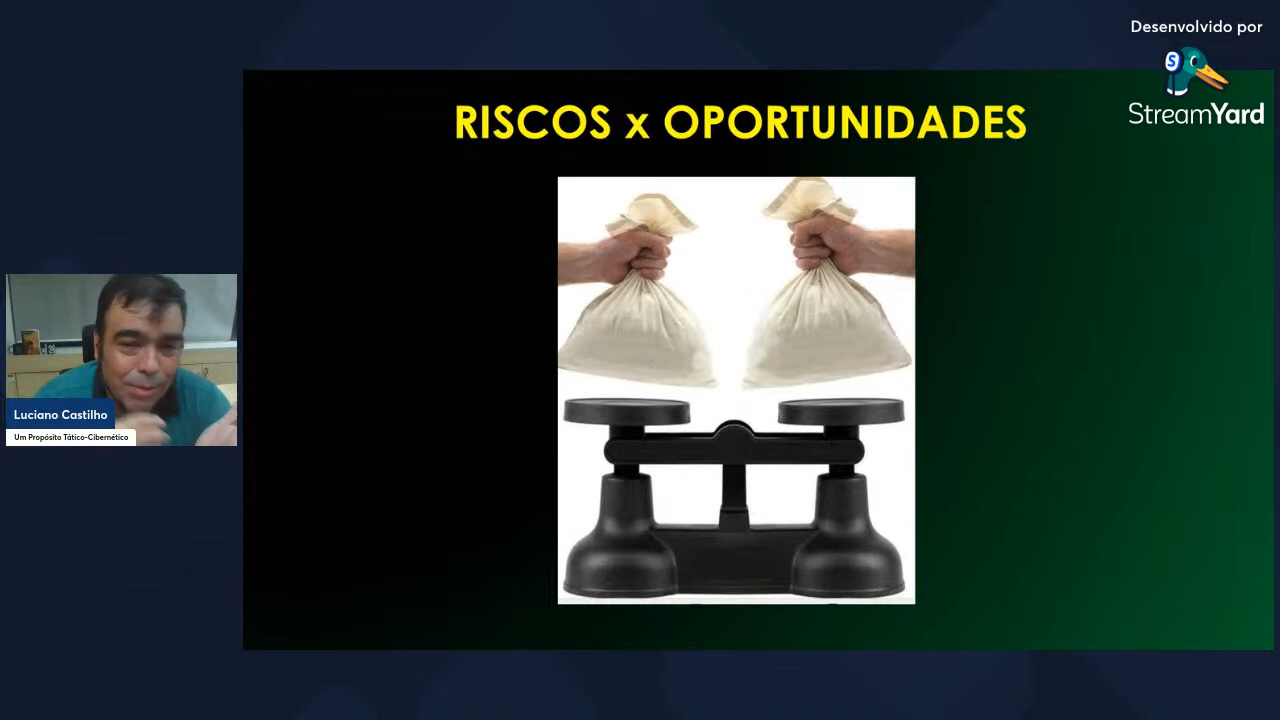 Desenvolvido por
StreamYard
RISCOS x OPORTUNIDADES
Luciano Castilho
Um Propósito Tático-Cibernético